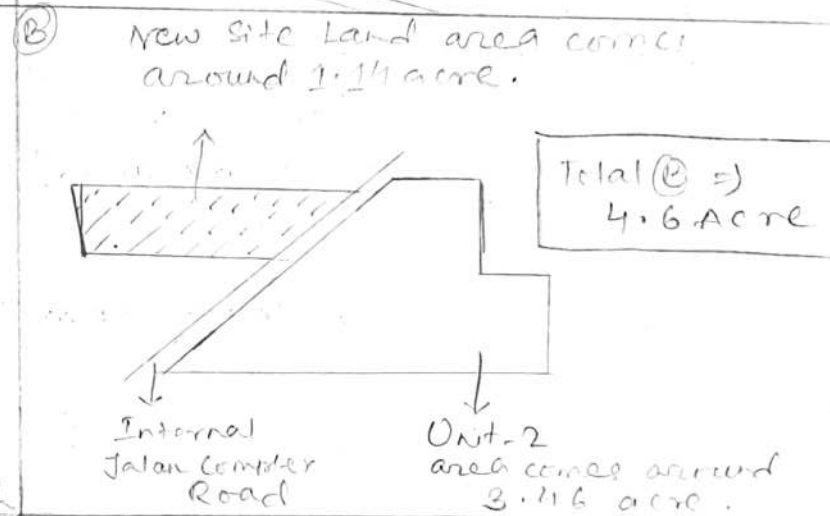 B
New Site Land area comes
around 1.14 acre.
Total B =>
4.6 Acre
Internal
Jalan Complex
Road
Unit-2
area comes around
3.46 acre.